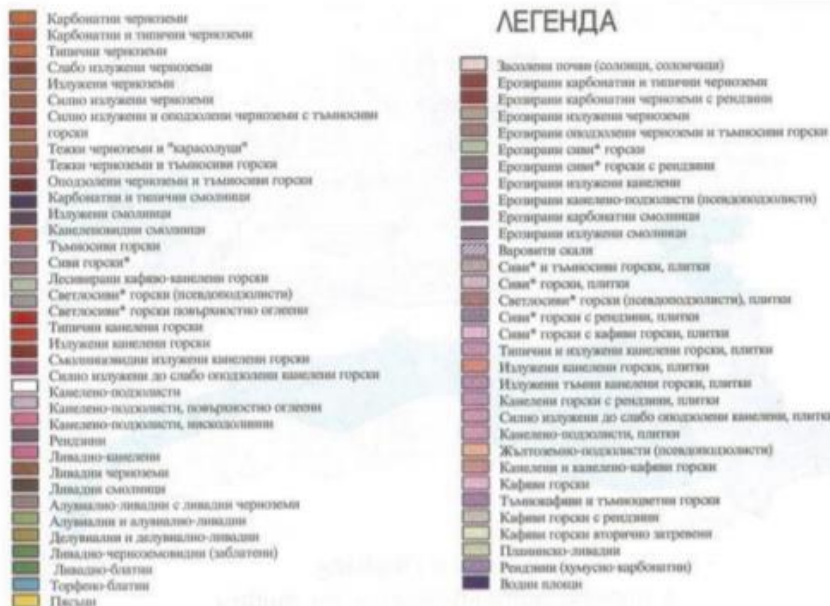 Карбонатни черноземи
Карбонатни и типични черноземи
Типични черноземи
Слабо излужени черноземи
Излужени черноземи
Силно излужени черноземи
Силно излужени и оподзолени черноземи с тъмносиви
горски
Тежки черноземи и "карасолуци"
Тежки черноземи и тъмносиви горски
Оподзолени черноземи и тъмносиви горски
Карбонатни и типични смолници
Излужени смолници
Канеленовидни смолници
Тъмносиви горски
Сиви горски*
Лесивирани кафяво-канелени горски
Светлосиви* горски (псевдоподзолисти)
Светлосиви* горски повърхностно оглеени
Типични канелени горски
Излужени канелени горски
Смолницовидни излужени канелени горски
Силно излужени до слабо оподзолени канелени горски
Канелено-подзолисти
Канелено-подзолисти, повърхностно оглеени
Канелено-подзолисти, нискодолинни
Рендзини
Ливадно-канелени
Ливадни черноземи
Ливадни смолници
Алувиално-ливадни с ливадни черноземи
Алувиални и алувиално-ливадни
Делувиални и делувиално-ливадни
Ливадно-черноземовидни (заблатени)
Ливадно-блатни
Торфено-блатни
Пясъци
ЛЕГЕНДА
Засолени почви (солонци, солончаци)
Ерозирани карбонатни и типични черноземи
Ерозирани карбонатни черноземи с рендзини
Ерозирани излужени черноземи
Ерозирани оподзолени черноземи и тъмносиви горски
Ерозирани сиви* горски
Ерозирани сиви* горски с рендзини
Ерозирани излужени канелени
Ерозирани канелено-подзолисти (псевдоподзолисти)
Ерозирани карбонатни смолници
Ерозирани излужени смолници
Варовити скали
Сиви* и тъмносиви горски, плитки
Сиви* горски, плитки
Светлосиви* горски (псевдоподзолисти), плитки
Сиви* горски с рендзини, плитки
Сиви* горски с кафяви горски, плитки
Типични и излужени канелени горски, плитки
Излужени канелени горски, плитки
Излужени тъмни канелени горски, плитки
Канелени горски с рендзини, плитки
Силно излужени до слабо оподзолени канелени, плитки
Канелено-подзолисти, плитки
Жълтоземно-подзолисти (псевдоподзолисти)
Канелени и канелено-кафяви горски
Кафяви горски
Тъмнокафяви и тъмноцветни горски
Кафяви горски с рендзини
Кафяви горски вторично затревени
Планинско-ливадни
Рендзини (хумусно-карбонатни)
Водни площи